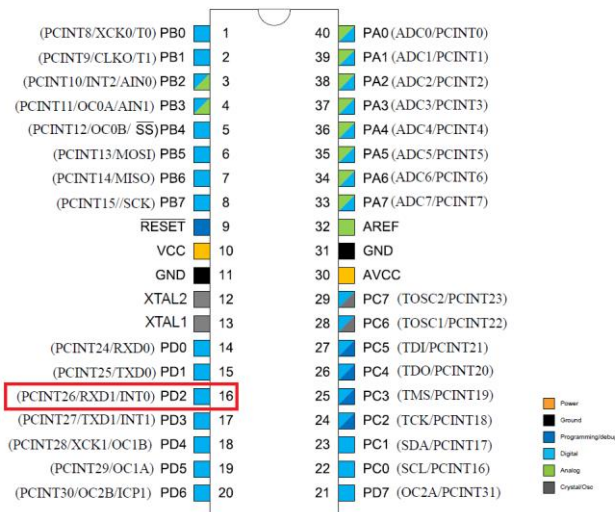 (PCINT8/XCK0/T0) PB0 1
(PCINT9/CLKO/T1) PB1 2
(PCINT10/INT2/AIN0) PB2 3
(PCINT11/OC0A/AIN1) PB3 4
(PCINT12/OC0B/ SS)PB4 5
(PCINT13/MOSI) PB5 6
(PCINT14/MISO) PB6 7
(PCINT15//SCK) PB7 8
RESET 9
VCC 10
GND 11
XTAL2 12
XTAL1 13
(PCINT24/RXD0) PD0 14
(PCINT25/TXD0) PD1 15
(PCINT26/RXD1/INT0) PD2 16
(PCINT27/TXD1/INT1) PD3 17
(PCINT28/XCK1/OC1B) PD4 18
(PCINT29/OC1A) PD5 19
(PCINT30/OC2B/ICP1) PD6 20
40 PA0 (ADC0/PCINT0)
39 PA1 (ADC1/PCINT1)
38 PA2 (ADC2/PCINT2)
37 PA3 (ADC3/PCINT3)
36 PA4 (ADC4/PCINT4)
35 PA5 (ADC5/PCINT5)
34 PA6 (ADC6/PCINT6)
33 PA7 (ADC7/PCINT7)
32 AREF
31 GND
30 AVCC
29 PC7 (TOSC2/PCINT23)
28 PC6 (TOSC1/PCINT22)
27 PC5 (TDI/PCINT21)
26 PC4 (TDO/PCINT20)
25 PC3 (TMS/PCINT19)
24 PC2 (TCK/PCINT18)
23 PC1 (SDA/PCINT17)
22 PC0 (SCL/PCINT16)
21 PD7 (OC2A/PCINT31)
Power
Ground
Programming/debug
Digital
Analog
Crystal/Osc